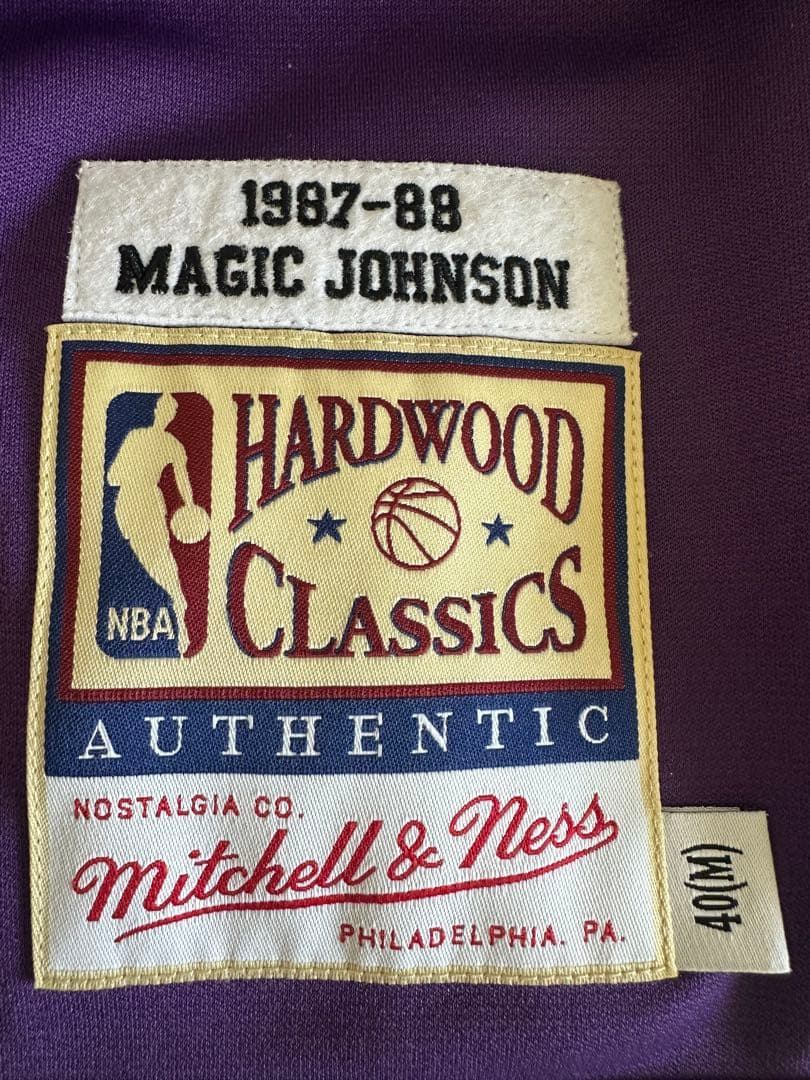 1987-88
MAGIC JOHNSON
HARDWOOD
CLASSICS
NBA
AUTHENTIC
NOSTALGIA CO.
Mitchell & Ness
PHILADELPHIA. PA.
40(M)